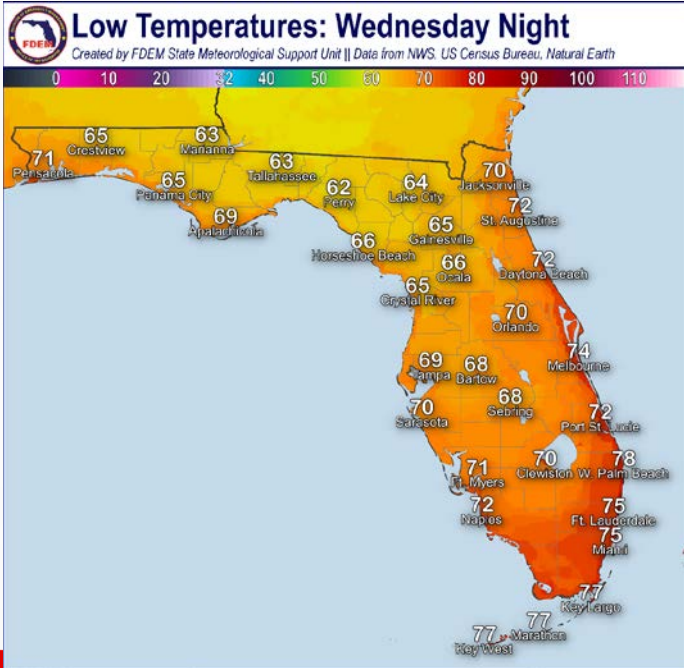 FDEM
Low Temperatures: Wednesday Night
Created by FDEM State Meteorological Support Unit || Data from NWS, US Census Bureau, Natural Earth
0 10 20 32 40 50 60 70 80 90 100 110
65
Crestview
63
Marianna
71
Pensacola
65
Panama City
63
Tallahassee
62
Perry
64
Lake City
70
Jacksonville
69
Apalachicola
72
St. Augustine
65
Gainesville
66
Horseshoe Beach
66
Ocala
72
Daytona Beach
65
Crystal River
70
Orlando
74
Melbourne
69
Tampa
68
Bartow
68
Sebring
70
Sarasota
72
Port St. Lucie
71
Ft. Myers
70
Clewiston
78
W. Palm Beach
72
Naples
75
Ft. Lauderdale
75
Miami
77
Key Largo
77
Marathon
77
Key West